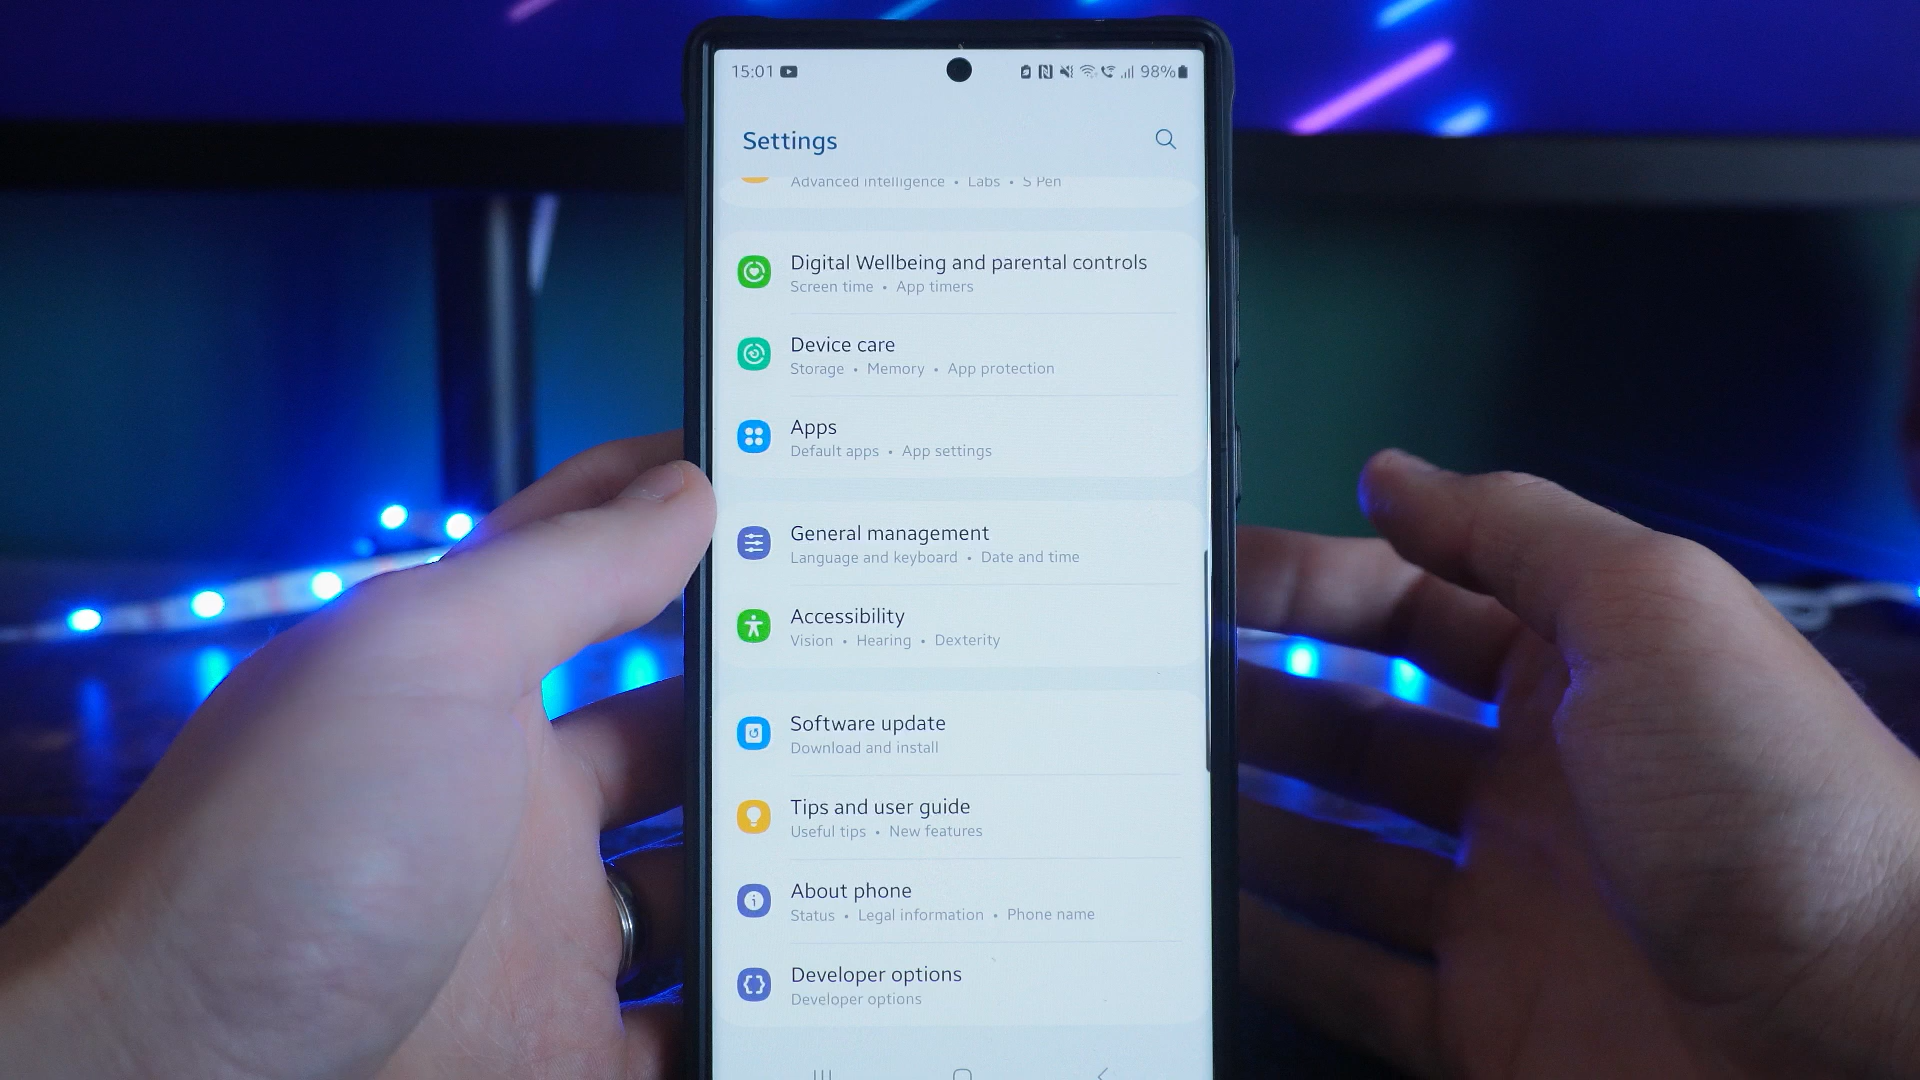 15:01 98%
Settings
Advanced intelligence • Labs • S Pen
Digital Wellbeing and parental controls
Screen time • App timers
Device care
Storage • Memory • App protection
Apps
Default apps • App settings
General management
Language and keyboard • Date and time
Accessibility
Vision • Hearing • Dexterity
Software update
Download and install
Tips and user guide
Useful tips • New features
About phone
Status • Legal information • Phone name
Developer options
Developer options